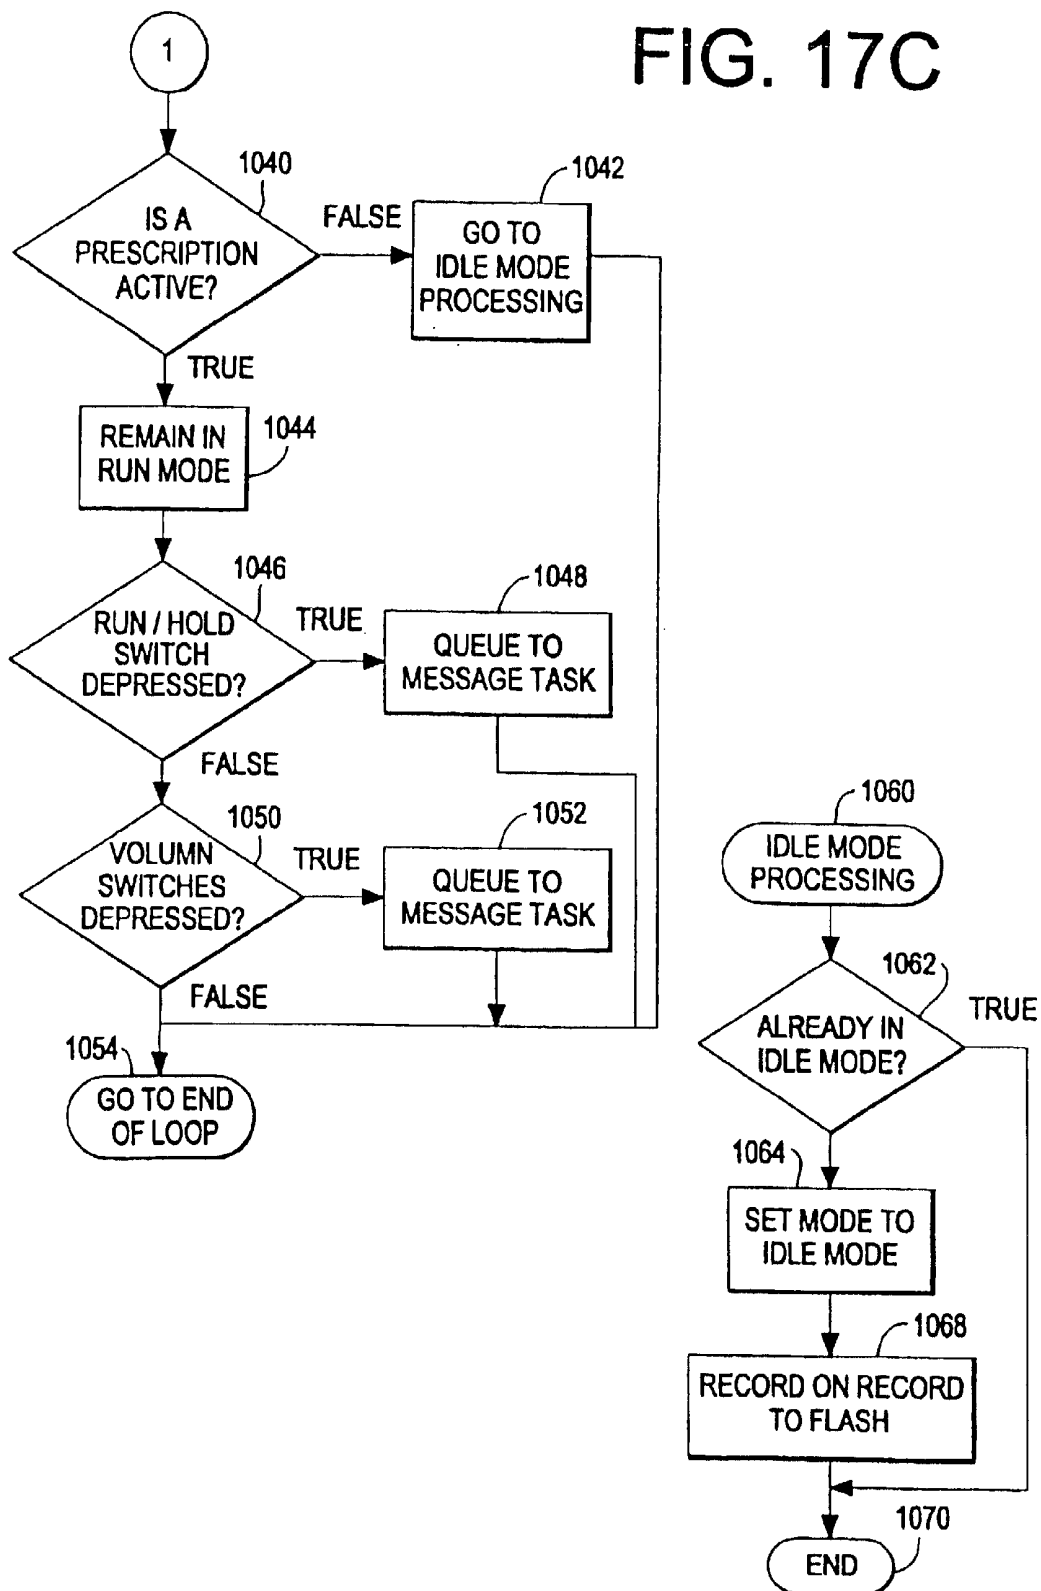 FIG. 17C
1
1040
IS A
PRESCRIPTION
ACTIVE?
FALSE
1042
GO TO
IDLE MODE
PROCESSING
TRUE
REMAIN IN
RUN MODE
1044
1046
RUN / HOLD
SWITCH
DEPRESSED?
TRUE
1048
QUEUE TO
MESSAGE TASK
FALSE
1050
VOLUMN
SWITCHES
DEPRESSED?
TRUE
1052
QUEUE TO
MESSAGE TASK
FALSE
1054
GO TO END
OF LOOP
1060
IDLE MODE
PROCESSING
1062
ALREADY IN
IDLE MODE?
TRUE
1064
SET MODE TO
IDLE MODE
1068
RECORD ON RECORD
TO FLASH
1070
END